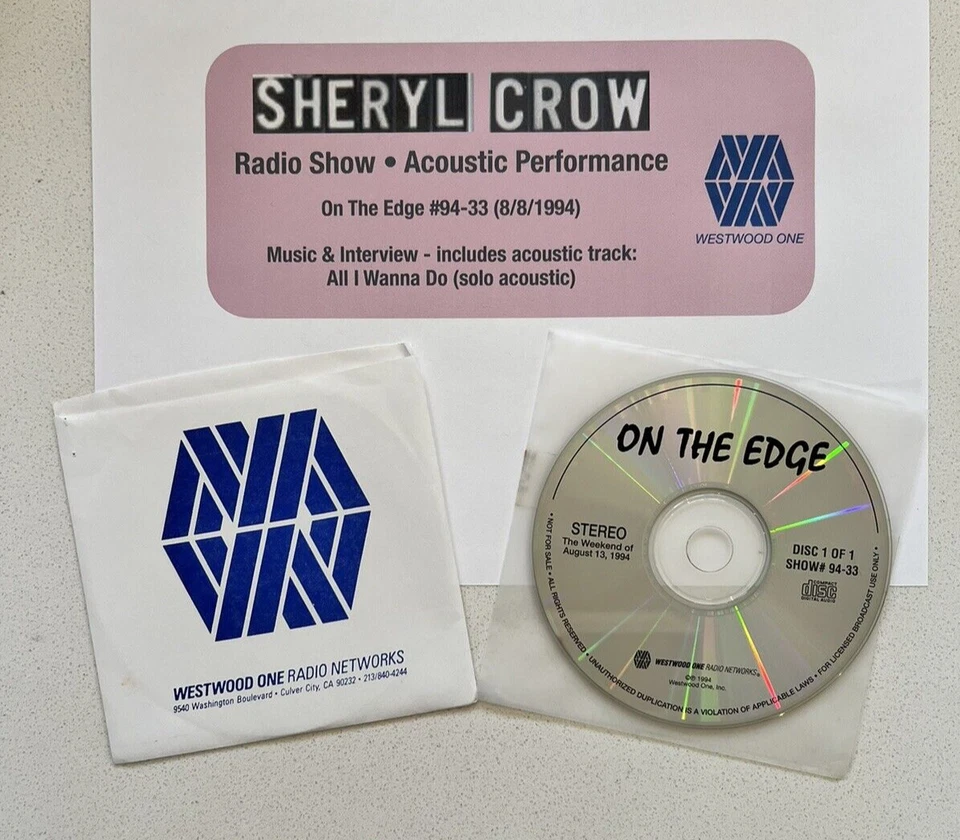 SHERYL CROW
Radio Show • Acoustic Performance
On The Edge #94-33 (8/8/1994)
Music & Interview - includes acoustic track:
All I Wanna Do (solo acoustic)
WESTWOOD ONE
WESTWOOD ONE RADIO NETWORKS
9540 Washington Boulevard • Culver City, CA 90232 • 213/840-4244
ON THE EDGE
STEREO
The Weekend of
August 13, 1994
DISC 1 OF 1
SHOW# 94-33
COMPACT
disc
DIGITAL AUDIO
WESTWOOD ONE RADIO NETWORKS
©℗ 1994
Westwood One, Inc.
• NOT FOR SALE • ALL RIGHTS RESERVED • UNAUTHORIZED DUPLICATION IS A VIOLATION OF APPLICABLE LAWS • FOR LICENSED BROADCAST USE ONLY •